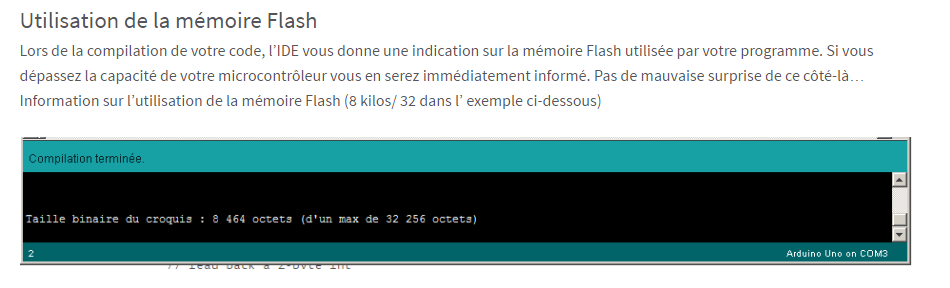 Utilisation de la mémoire Flash
Lors de la compilation de votre code, l’IDE vous donne une indication sur la mémoire Flash utilisée par votre programme. Si vous
dépassez la capacité de votre microcontrôleur vous en serez immédiatement informé. Pas de mauvaise surprise de ce côté-là…
Information sur l’utilisation de la mémoire Flash (8 kilos/ 32 dans l’ exemple ci-dessous)
Compilation terminée.
Taille binaire du croquis : 8 464 octets (d'un max de 32 256 octets)
2 Arduino Uno on COM3
// read back a 2-byte int